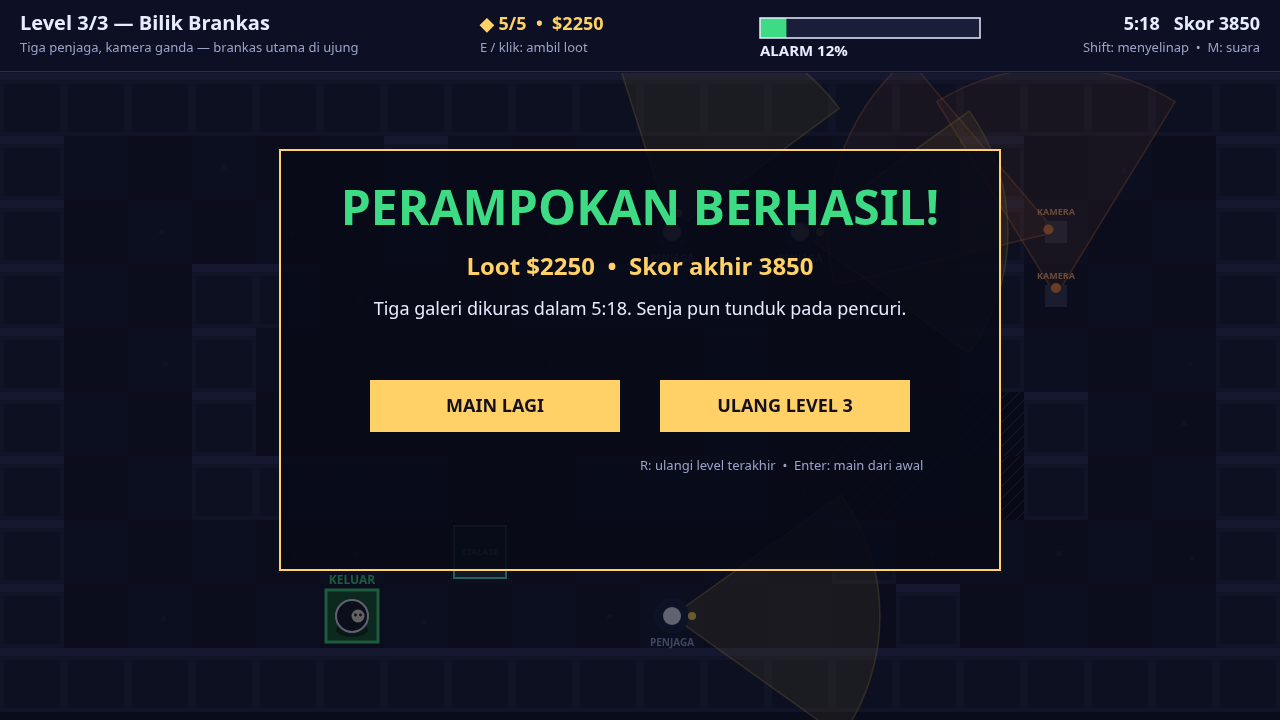 Level 3/3 — Bilik Brankas
Tiga penjaga, kamera ganda — brankas utama di ujung
◆ 5/5 • $2250
E / klik: ambil loot
ALARM 12%
5:18 Skor 3850
Shift: menyelinap • M: suara
KAMERA
KAMERA
PERAMPOKAN BERHASIL!
Loot $2250 • Skor akhir 3850
Tiga galeri dikuras dalam 5:18. Senja pun tunduk pada pencuri.
MAIN LAGI
ULANG LEVEL 3
R: ulangi level terakhir • Enter: main dari awal
KELUAR
PENJAGA